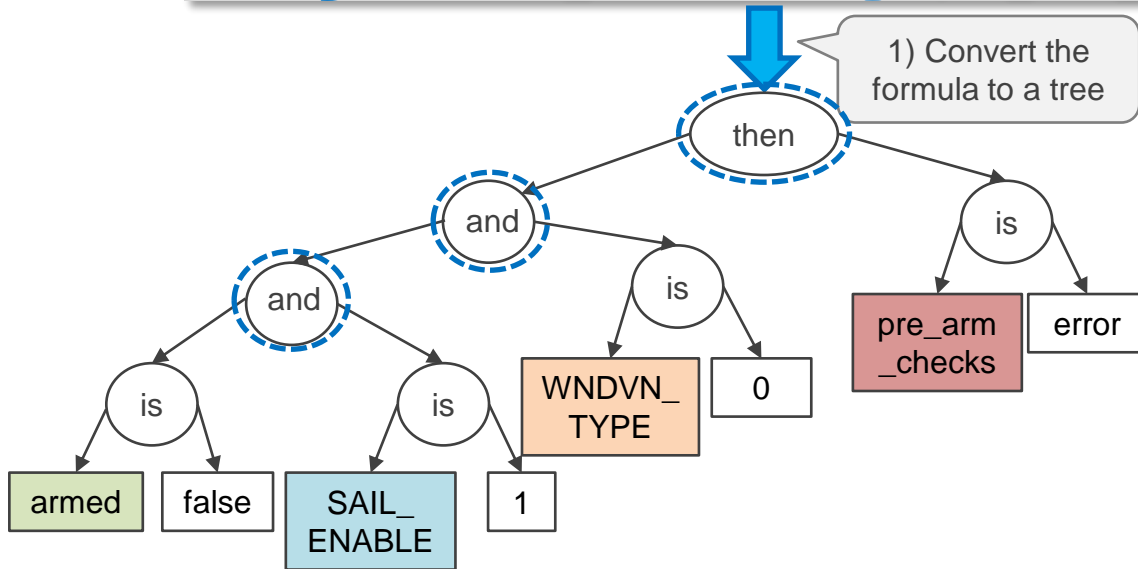 1) Convert the
formula to a tree
then
and
is
and
is
pre_arm
_checks
error
is
is
WNDVN_
TYPE
0
armed
false
SAIL_
ENABLE
1